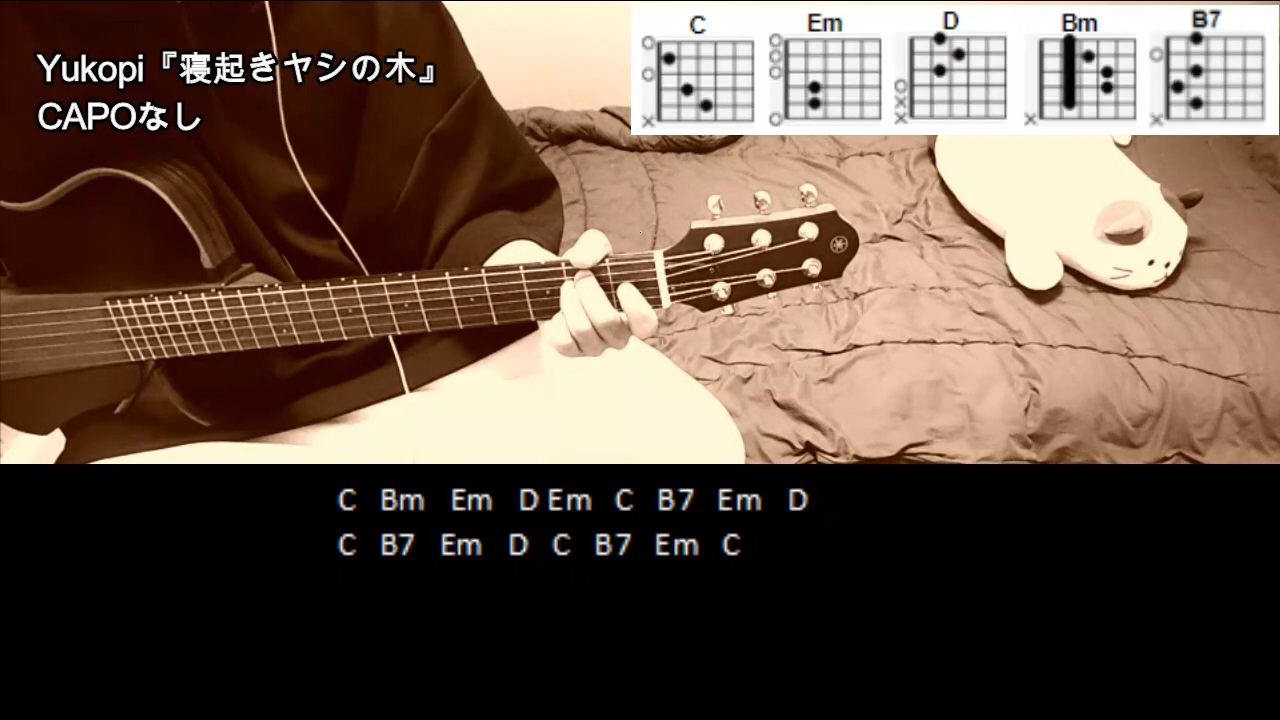 Yukopi『寝起きヤシの木』
CAPOなし
C Em D Bm B7
C Bm Em D Em C B7 Em D
C B7 Em D C B7 Em C